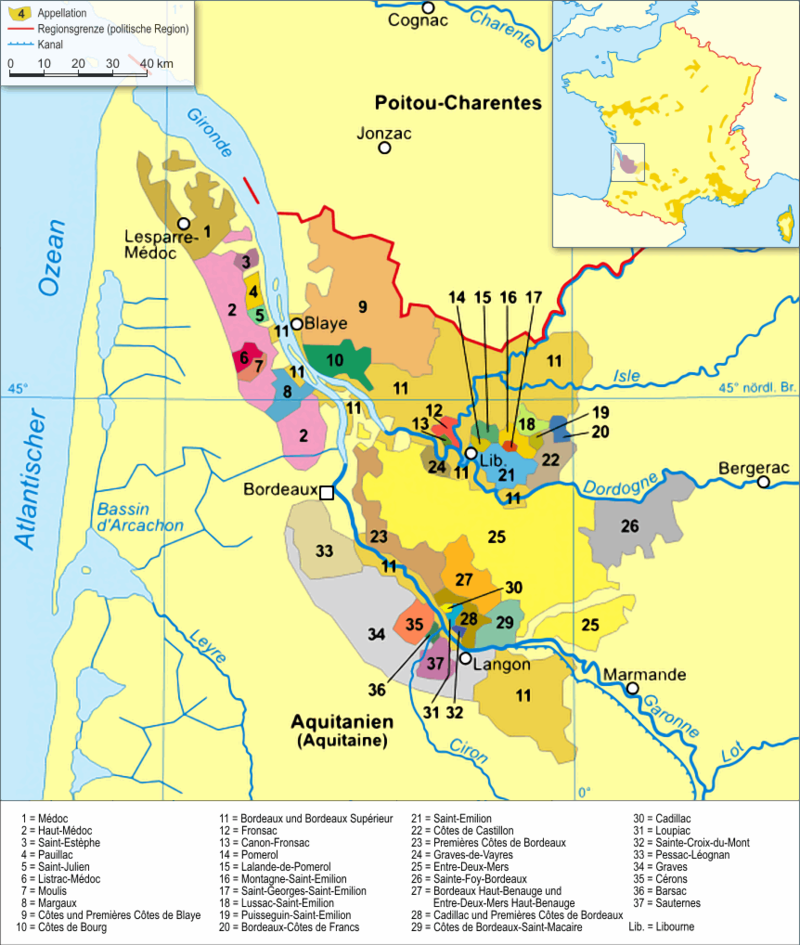 4 Appellation
Regionsgrenze (politische Region)
Kanal
0 10 20 30 40 km
1°
Cognac
Charente
Poitou-Charentes
Gironde
Jonzac
Ozean
Atlantischer
Lesparre-
Médoc
1
3
2
4
5
11
Blaye
9
14 15 16 17
6
7
11
10
8
11
11
11
Isle
45°
45° nördl. Br.
12
13
18
19
20
2
24
11
Lib.
21
22
Bergerac
Bordeaux
11
Dordogne
Bassin
d'Arcachon
26
23
25
33
11
27
30
34
35
28
29
25
Leyre
37
Langon
36
31 32
11
Marmande
Garonne
Aquitanien
(Aquitaine)
Ciron
Lot
0°
1 = Médoc
2 = Haut-Médoc
3 = Saint-Estèphe
4 = Pauillac
5 = Saint-Julien
6 = Listrac-Médoc
7 = Moulis
8 = Margaux
9 = Côtes und Premières Côtes de Blaye
10 = Côtes de Bourg
11 = Bordeaux und Bordeaux Supérieur
12 = Fronsac
13 = Canon-Fronsac
14 = Pomerol
15 = Lalande-de-Pomerol
16 = Montagne-Saint-Emilion
17 = Saint-Georges-Saint-Emilion
18 = Lussac-Saint-Emilion
19 = Puisseguin-Saint-Emilion
20 = Bordeaux-Côtes de Francs
21 = Saint-Emilion
22 = Côtes de Castillon
23 = Premières Côtes de Bordeaux
24 = Graves-de-Vayres
25 = Entre-Deux-Mers
26 = Sainte-Foy-Bordeaux
27 = Bordeaux Haut-Benauge und
Entre-Deux-Mers Haut-Benauge
28 = Cadillac und Premières Côtes de Bordeaux
29 = Côtes de Bordeaux-Saint-Macaire
30 = Cadillac
31 = Loupiac
32 = Sainte-Croix-du-Mont
33 = Pessac-Léognan
34 = Graves
35 = Cérons
36 = Barsac
37 = Sauternes
Lib. = Libourne